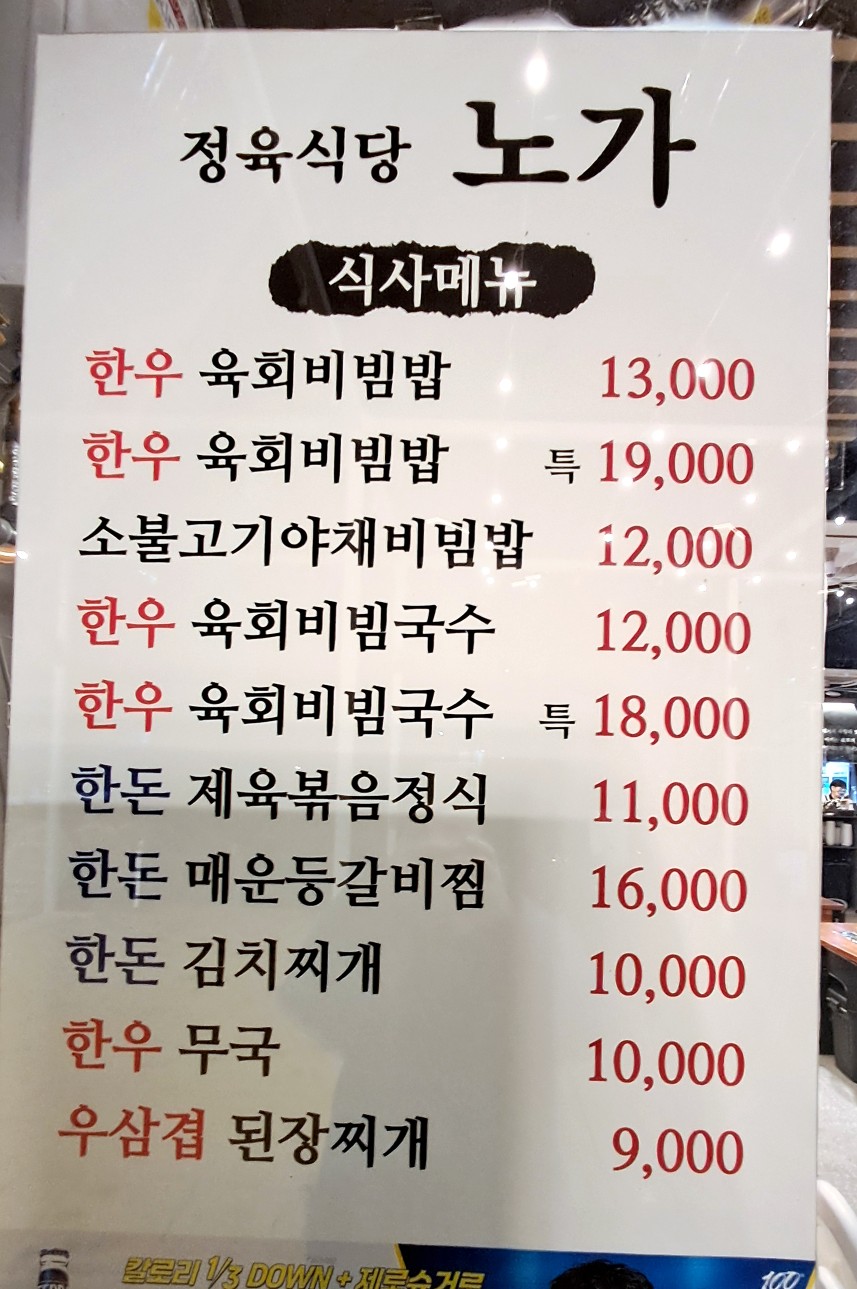 정육식당 노가
식사메뉴
한우 육회비빔밥 13,000
한우 육회비빔밥 특 19,000
소불고기야채비빔밥 12,000
한우 육회비빔국수 12,000
한우 육회비빔국수 특 18,000
한돈 제육볶음정식 11,000
한돈 매운등갈비찜 16,000
한돈 김치찌개 10,000
한우 무국 10,000
우삼겹 된장찌개 9,000
칼로리 1/3 DOWN + 제로슈거로